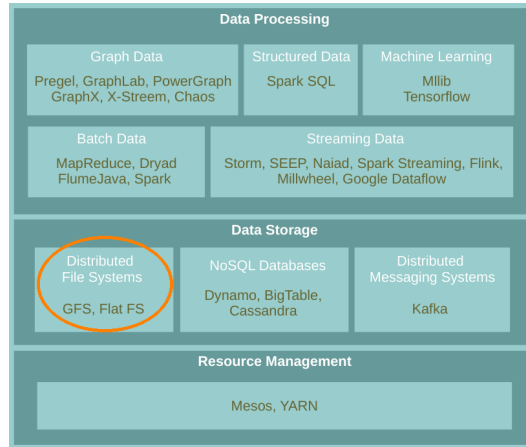 Data Processing
Graph Data
Pregel, GraphLab, PowerGraph
GraphX, X-Streem, Chaos
Structured Data
Spark SQL
Machine Learning
Mllib
Tensorflow
Batch Data
MapReduce, Dryad
FlumeJava, Spark
Streaming Data
Storm, SEEP, Naiad, Spark Streaming, Flink,
Millwheel, Google Dataflow
Data Storage
Distributed
File Systems
GFS, Flat FS
NoSQL Databases
Dynamo, BigTable,
Cassandra
Distributed
Messaging Systems
Kafka
Resource Management
Mesos, YARN